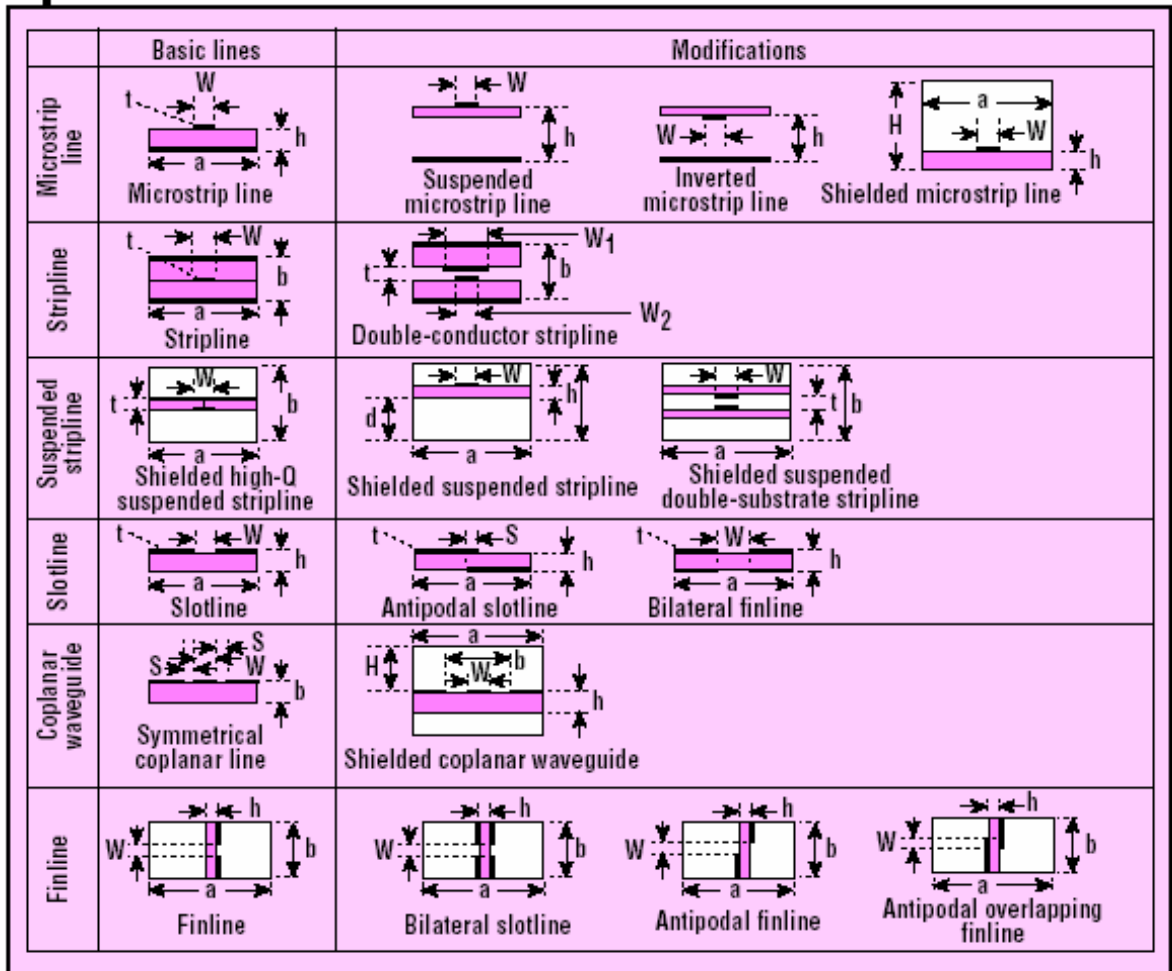 Basic lines
Modifications
Microstrip
line
W
t
h
a
Microstrip line
W
h
Suspended
microstrip line
W
h
Inverted
microstrip line
a
H
W
h
Shielded microstrip line
Stripline
t
W
b
a
Stripline
W1
t
b
W2
Double-conductor stripline
Suspended
stripline
W
t
b
a
Shielded high-Q
suspended stripline
W
h
d
a
Shielded suspended stripline
W
t
b
a
Shielded suspended
double-substrate stripline
Slotline
t
W
h
a
Slotline
t
S
h
a
Antipodal slotline
t
W
h
a
Bilateral finline
Coplanar
waveguide
S
S
W
b
Symmetrical
coplanar line
a
H
b
W
h
Shielded coplanar waveguide
Finline
h
W
b
a
Finline
h
W
b
a
Bilateral slotline
h
W
b
a
Antipodal finline
h
W
b
a
Antipodal overlapping
finline